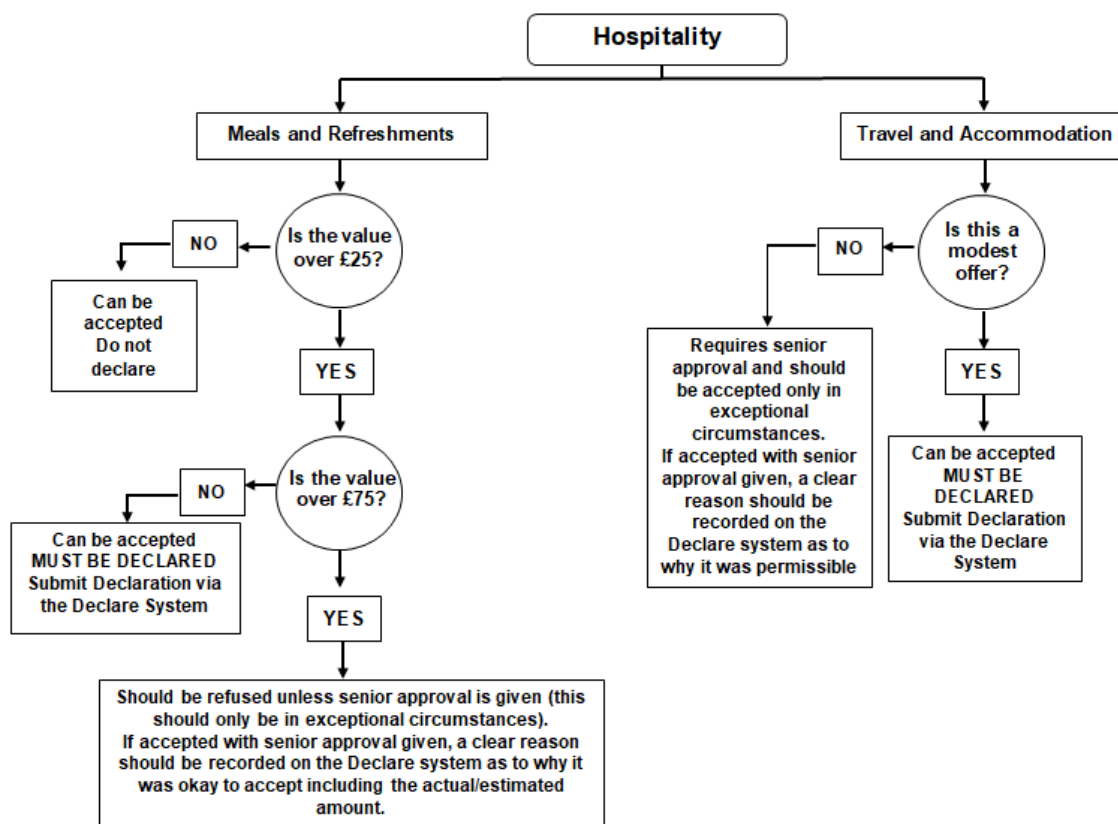 Hospitality
Meals and Refreshments
Travel and Accommodation
Is the value
over £25?
NO
Can be
accepted
Do not
declare
YES
Is the value
over £75?
NO
Can be accepted
MUST BE DECLARED
Submit Declaration via
the Declare System
YES
Should be refused unless senior approval is given (this
should only be in exceptional circumstances).
If accepted with senior approval given, a clear reason
should be recorded on the Declare system as to why it
was okay to accept including the actual/estimated
amount.
Is this a
modest
offer?
NO
Requires senior
approval and should
be accepted only in
exceptional
circumstances.
If accepted with senior
approval given, a clear
reason should be
recorded on the
Declare system as to
why it was permissible
YES
Can be accepted
MUST BE
DECLARED
Submit Declaration
via the Declare
System